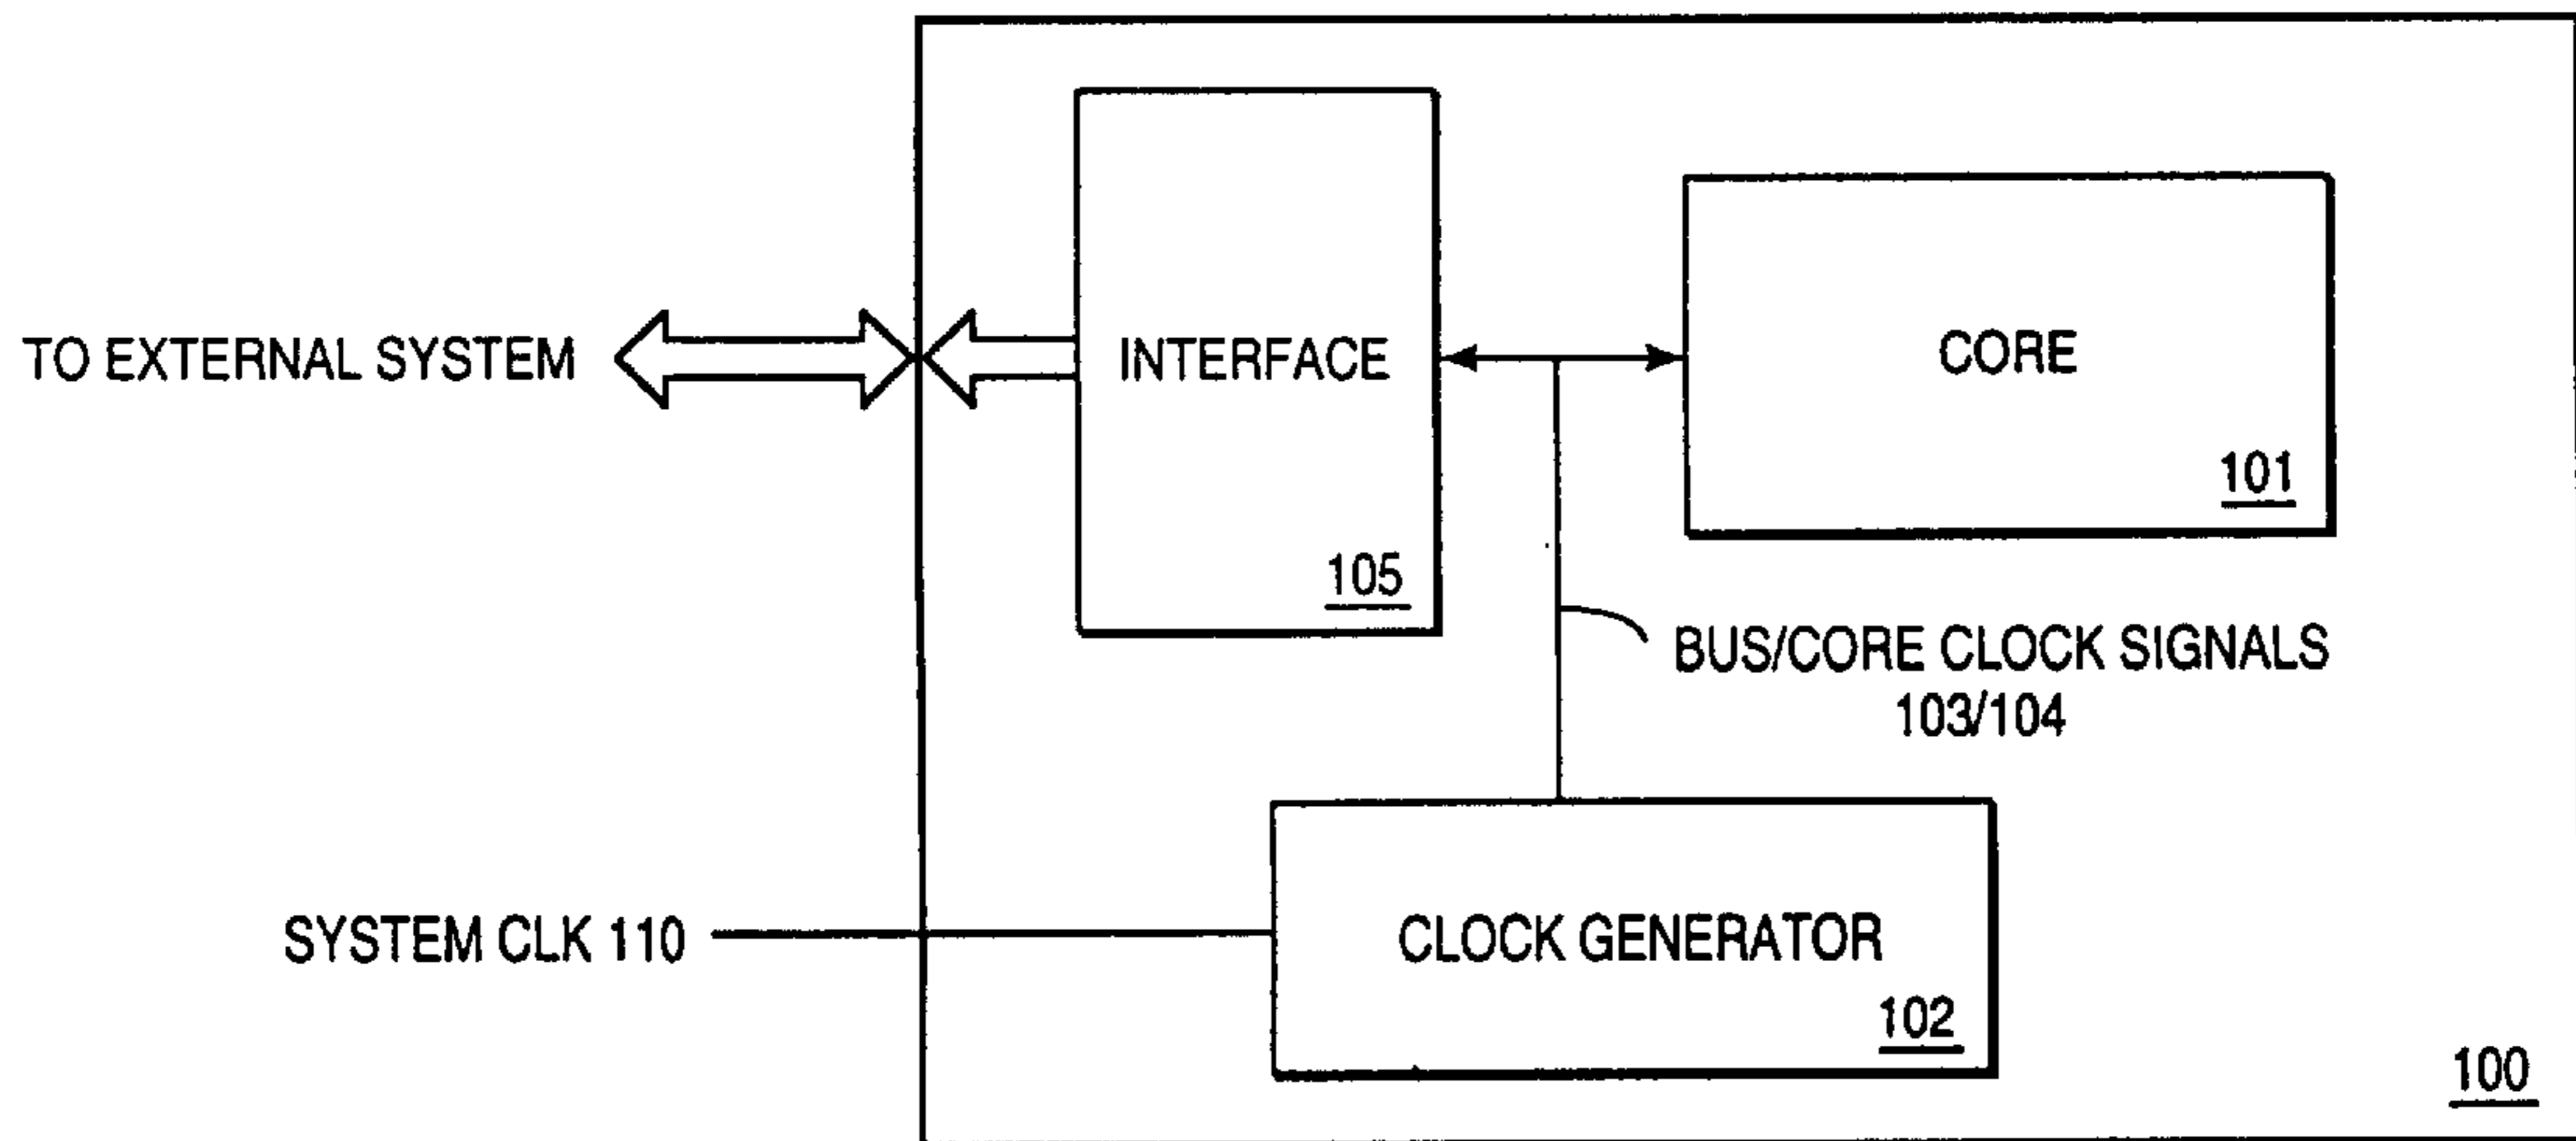 TO EXTERNAL SYSTEM
INTERFACE
105
CORE
101
BUS/CORE CLOCK SIGNALS
103/104
SYSTEM CLK 110
CLOCK GENERATOR
102
100